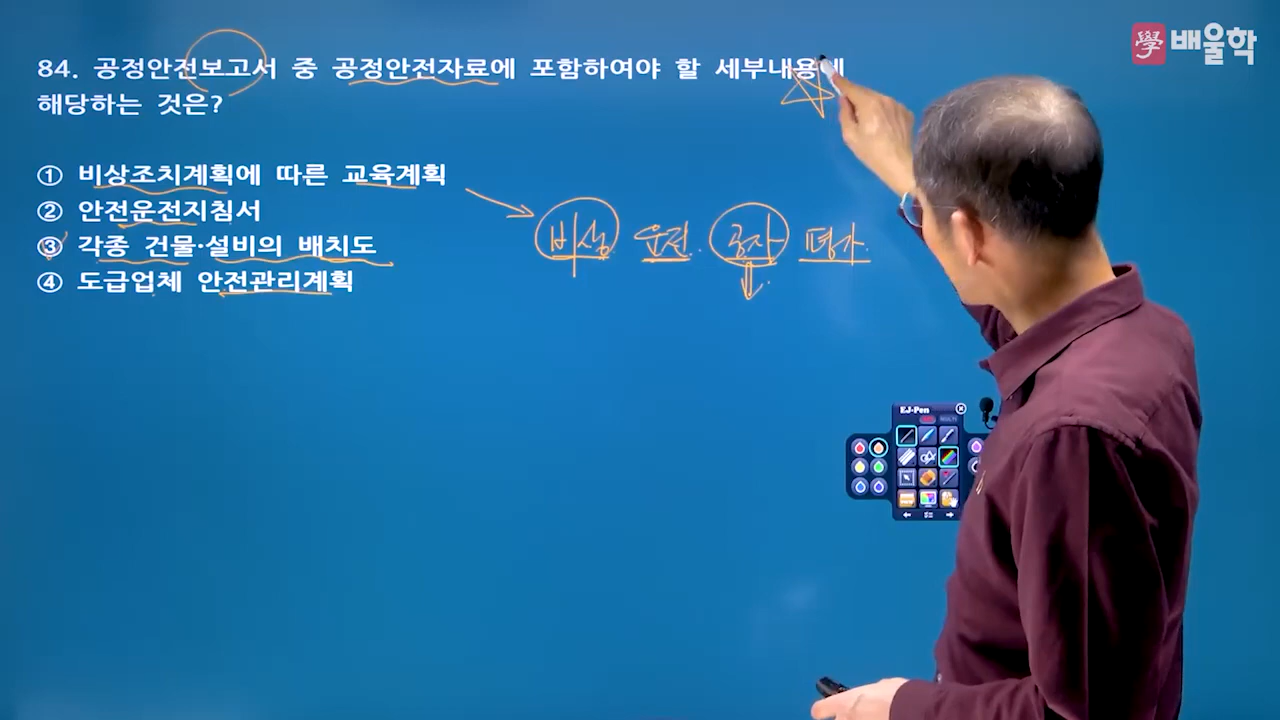 學 배울학
84. 공정안전보고서 중 공정안전자료에 포함하여야 할 세부내용에
해당하는 것은?
① 비상조치계획에 따른 교육계획
② 안전운전지침서
③ 각종 건물·설비의 배치도
④ 도급업체 안전관리계획
비상 운전. 공자 평가.
EJ-Pen